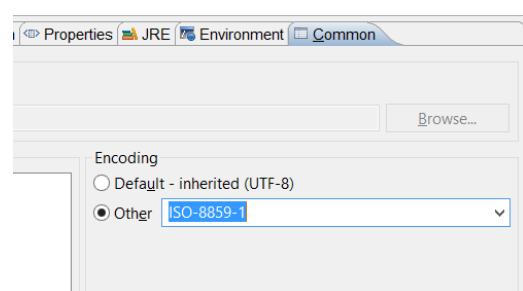 Properties JRE Environment Common
Browse...
Encoding
Default - inherited (UTF-8)
Other ISO-8859-1